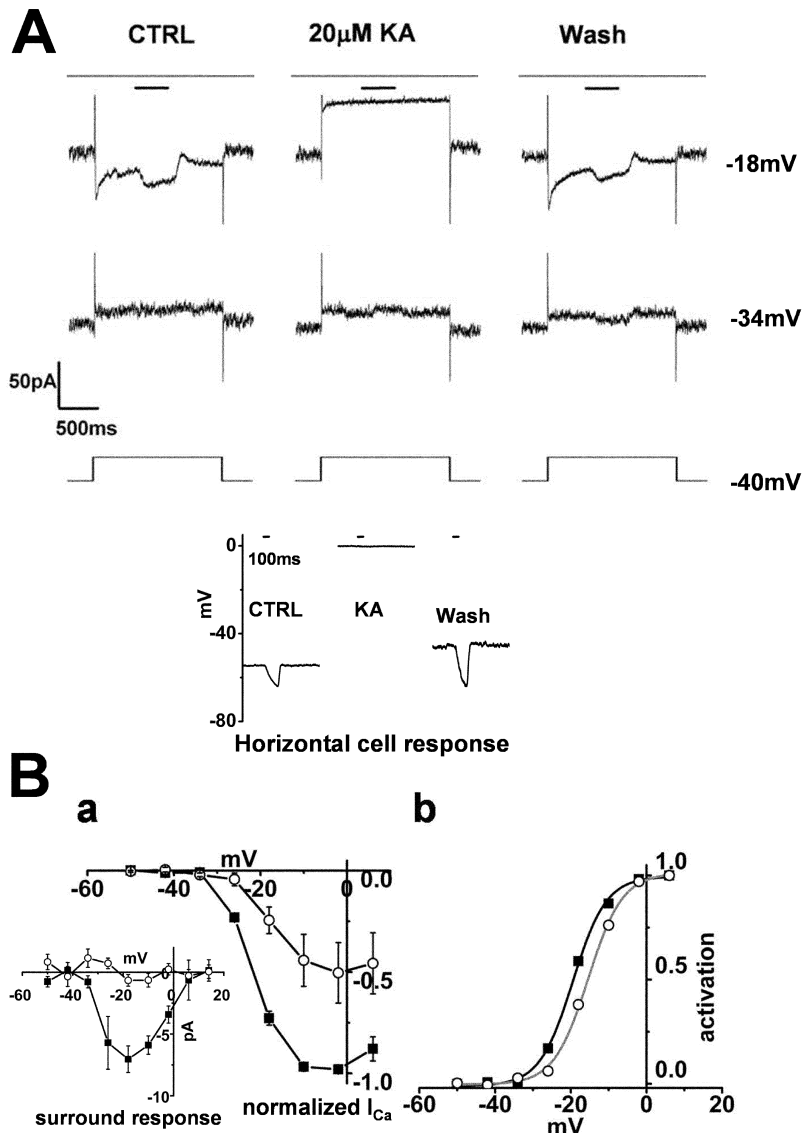 A
CTRL 20µM KA Wash
-18mV
-34mV
50pA
500ms
-40mV
0
100ms
mV
CTRL KA Wash
-40
-80
Horizontal cell response
B
a b
mV
-60 -40 -20 0
0.0
-0.5
-1.0
normalized ICa
mV
-60 -40 -20 0 20
-5
pA
-10
surround response
1.0
0.5
0.0
activation
-60 -40 -20 0 20
mV